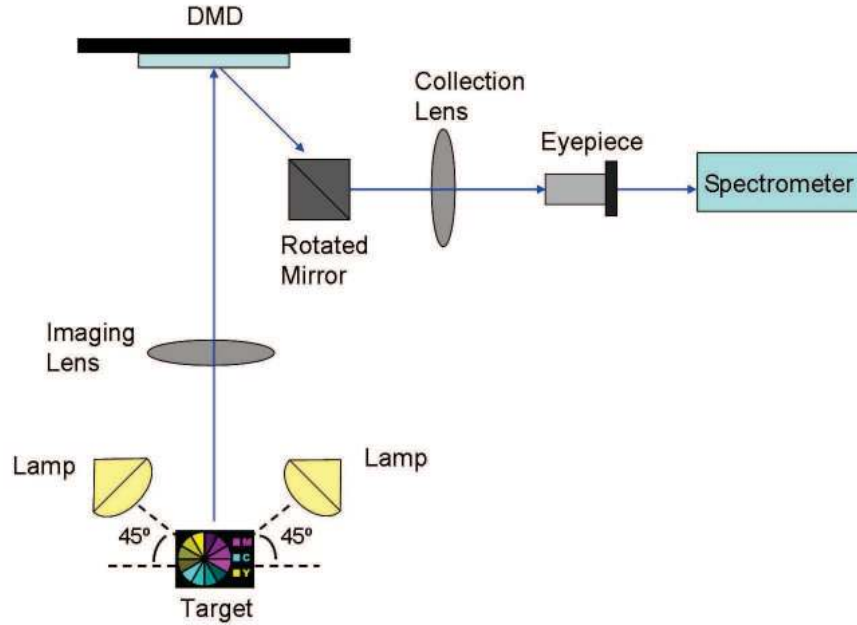 DMD
Collection
Lens
Eyepiece
Spectrometer
Rotated
Mirror
Imaging
Lens
Lamp
Lamp
45º
45º
M
C
Y
Target